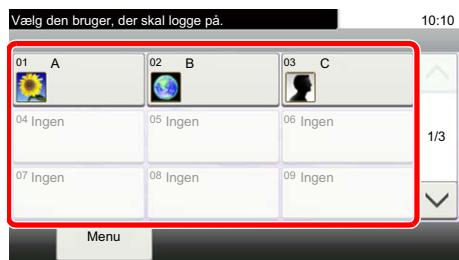 Vælg den bruger, der skal logge på. 10:10
01 A 02 B 03 C
04 Ingen 05 Ingen 06 Ingen
1/3
07 Ingen 08 Ingen 09 Ingen
Menu